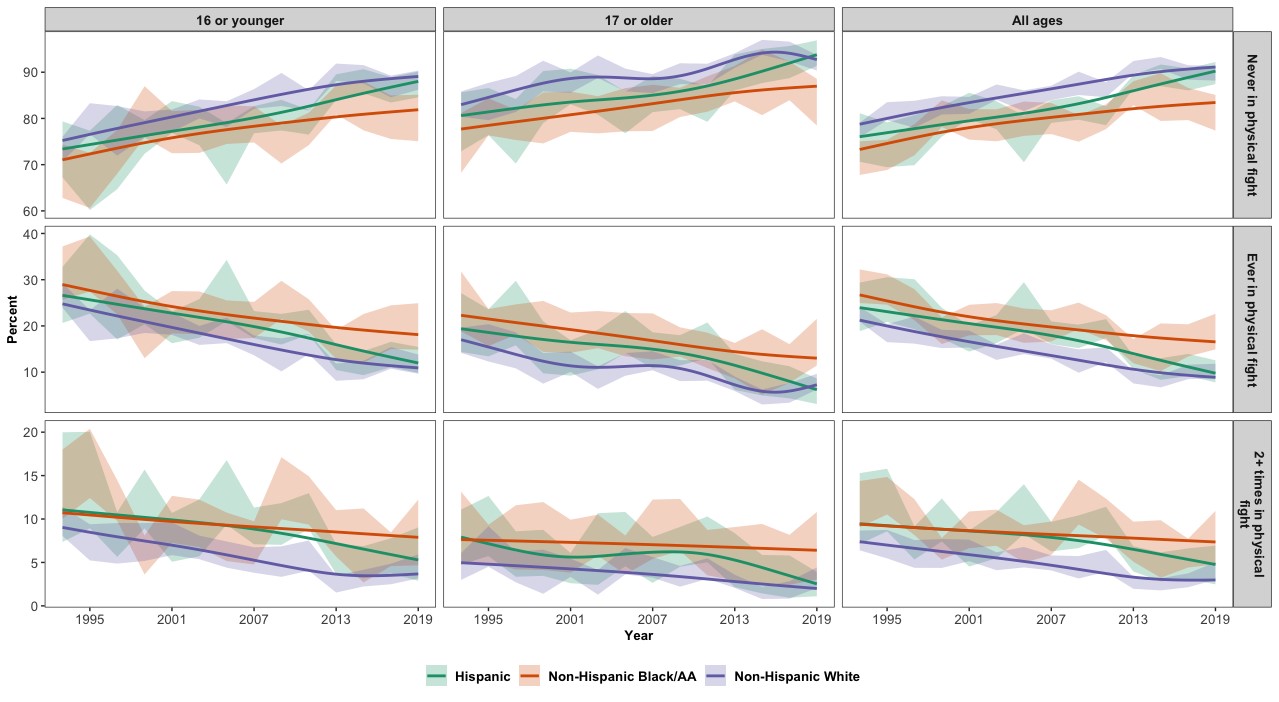 16 or younger
17 or older
All ages
90
80
70
60
Never in physical fight
40
30
20
10
Ever in physical fight
20
15
10
5
0
2+ times in physical
fight
Percent
1995
2001
2007
2013
2019
1995
2001
2007
2013
2019
1995
2001
2007
2013
2019
Year
Hispanic
Non-Hispanic Black/AA
Non-Hispanic White